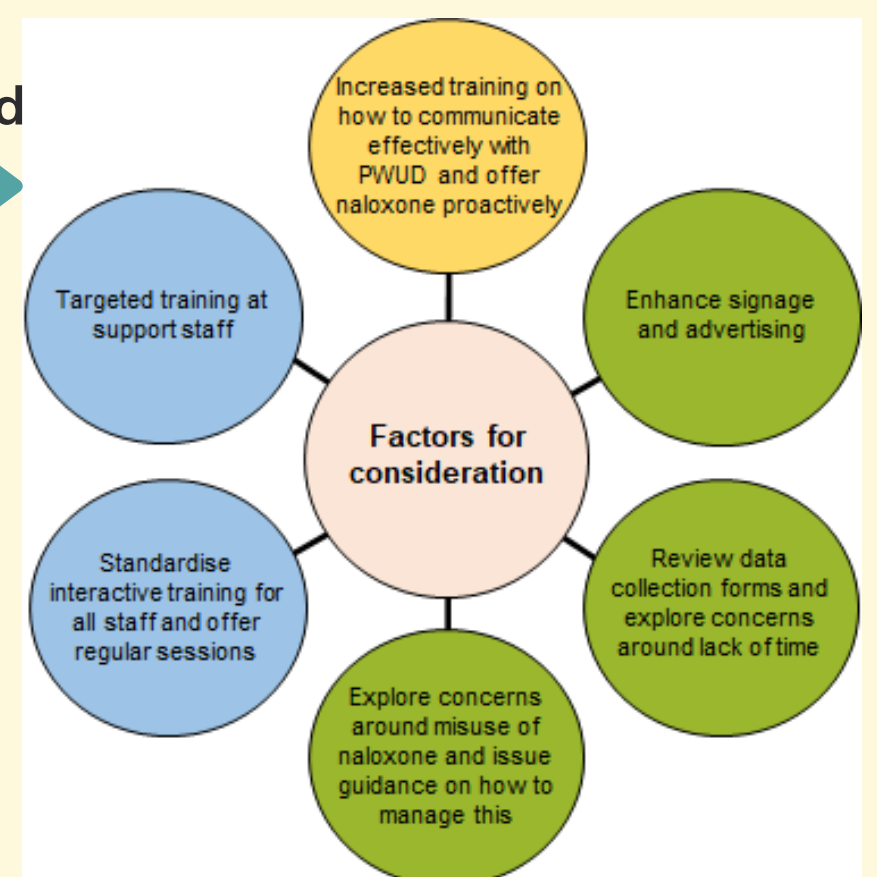 d
Increased training on
how to communicate
effectively with
PWUD and offer
naloxone proactively
Targeted training at
support staff
Enhance signage
and advertising
Factors for
consideration
Standardise
interactive training for
all staff and offer
regular sessions
Review data
collection forms and
explore concerns
around lack of time
Explore concerns
around misuse of
naloxone and issue
guidance on how to
manage this